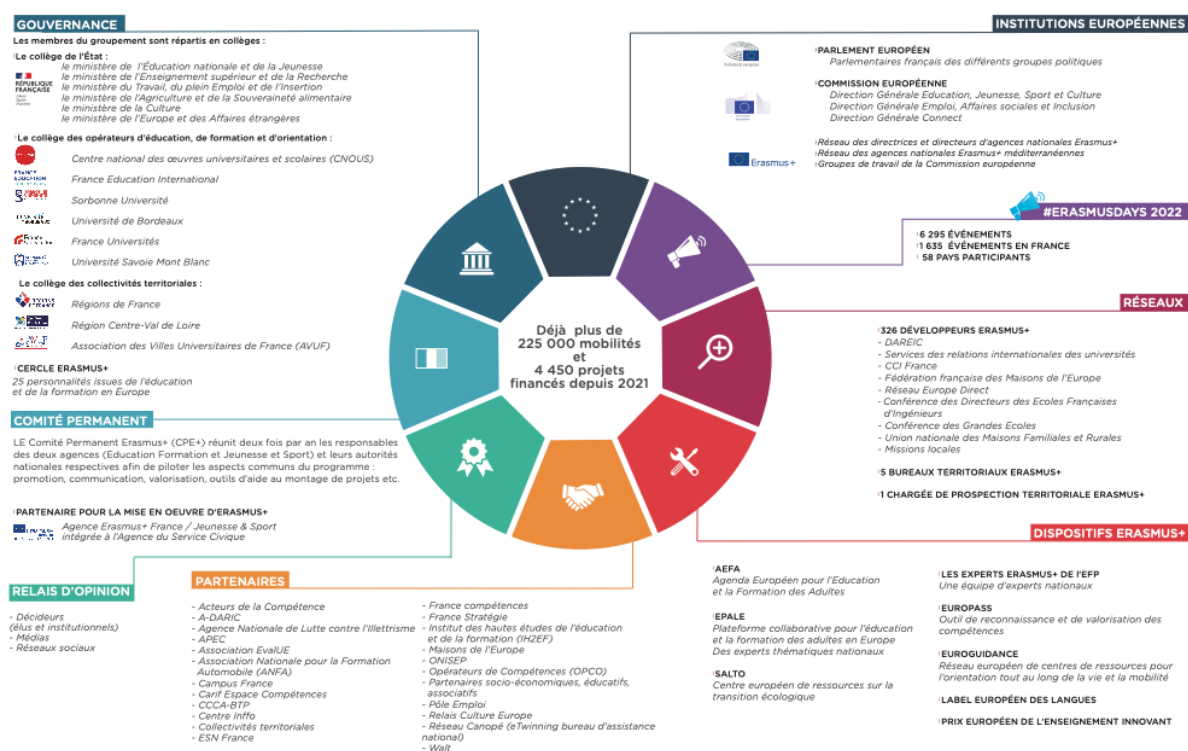 GOUVERNANCE
Les membres du groupement sont répartis en collèges :
Le collège de l'État :
RÉPUBLIQUE
FRANÇAISE
le ministère de l'Éducation nationale et de la Jeunesse
le ministère de l'Enseignement supérieur et de la Recherche
le ministère du Travail, du plein Emploi et de l'Insertion
le ministère de l'Agriculture et de la Souveraineté alimentaire
le ministère de la Culture
le ministère de l'Europe et des Affaires étrangères
Le collège des opérateurs d'éducation, de formation et d'orientation :
Centre national des œuvres universitaires et scolaires (CNOUS)
France Education International
Sorbonne Université
Université de Bordeaux
France Universités
Université Savoie Mont Blanc
Le collège des collectivités territoriales :
Régions de France
Région Centre-Val de Loire
Association des Villes Universitaires de France (AVUF)
CERCLE ERASMUS+
25 personnalités issues de l'éducation
et de la formation en Europe
COMITÉ PERMANENT
LE Comité Permanent Erasmus+ (CPE+) réunit deux fois par an les responsables
des deux agences (Education Formation et Jeunesse et Sport) et leurs autorités
nationales respectives afin de piloter les aspects communs du programme :
promotion, communication, valorisation, outils d'aide au montage de projets etc.
PARTENAIRE POUR LA MISE EN OEUVRE D'ERASMUS+
Agence Erasmus+ France / Jeunesse & Sport
intégrée à l'Agence du Service Civique
RELAIS D'OPINION
- Décideurs
(élus et institutionnels)
- Médias
- Réseaux sociaux
PARTENAIRES
- Acteurs de la Compétence
- A-DARIC
- Agence Nationale de Lutte contre l'Illettrisme
- APEC
- Association EvalUE
- Association Nationale pour la Formation
Automobile (ANFA)
- Campus France
- Carif Espace Compétences
- CCCA-BTP
- Centre Inffo
- Collectivités territoriales
- ESN France
- France compétences
- France Stratégie
- Institut des hautes études de l'éducation
et de la formation (IH2EF)
- Maisons de l'Europe
- ONISEP
- Opérateurs de Compétences (OPCO)
- Partenaires socio-économiques, éducatifs,
associatifs
- Pôle Emploi
- Relais Culture Europe
- Réseau Canopé (eTwinning bureau d'assistance
national)
- Walt
Déjà plus de
225 000 mobilités
et
4 450 projets
financés depuis 2021
INSTITUTIONS EUROPÉENNES
PARLEMENT EUROPÉEN
Parlementaires français des différents groupes politiques
COMMISSION EUROPÉENNE
Direction Générale Education, Jeunesse, Sport et Culture
Direction Générale Emploi, Affaires sociales et Inclusion
Direction Générale Connect
Erasmus+
Réseau des directrices et directeurs d'agences nationales Erasmus+
Réseau des agences nationales Erasmus+ méditerranéennes
Groupes de travail de la Commission européenne
#ERASMUSDAYS 2022
6 295 ÉVÉNEMENTS
1 635 ÉVÉNEMENTS EN FRANCE
58 PAYS PARTICIPANTS
RÉSEAUX
326 DÉVELOPPEURS ERASMUS+
- DAREIC
- Services des relations internationales des universités
- CCI France
- Fédération française des Maisons de l'Europe
- Réseau Europe Direct
- Conférence des Directeurs des Ecoles Françaises
d'Ingénieurs
- Conférence des Grandes Ecoles
- Union nationale des Maisons Familiales et Rurales
- Missions locales
5 BUREAUX TERRITORIAUX ERASMUS+
1 CHARGÉE DE PROSPECTION TERRITORIALE ERASMUS+
DISPOSITIFS ERASMUS+
AEFA
Agenda Européen pour l'Education
et la Formation des Adultes
EPALE
Plateforme collaborative pour l'éducation
et la formation des adultes en Europe
Des experts thématiques nationaux
SALTO
Centre européen de ressources sur la
transition écologique
LES EXPERTS ERASMUS+ DE l'EFP
Une équipe d'experts nationaux
EUROPASS
Outil de reconnaissance et de valorisation des
compétences
EUROGUIDANCE
Réseau européen de centres de ressources pour
l'orientation tout au long de la vie et la mobilité
LABEL EUROPÉEN DES LANGUES
PRIX EUROPÉEN DE L'ENSEIGNEMENT INNOVANT